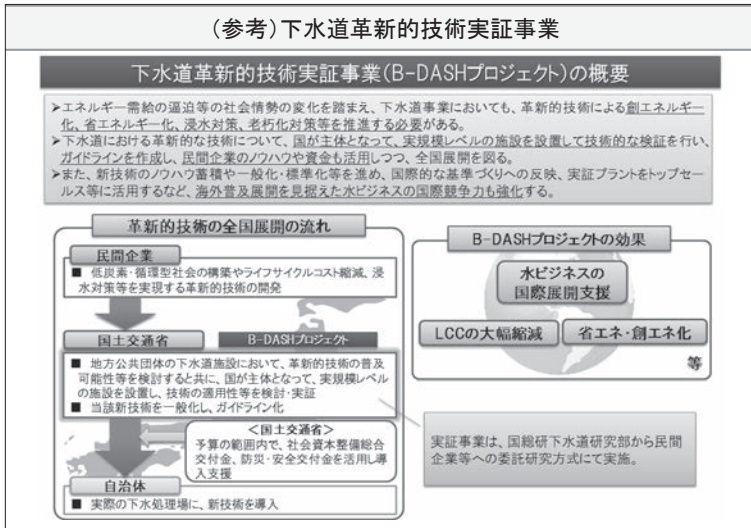 (参考)下水道革新的技術実証事業
下水道革新的技術実証事業(B-DASHプロジェクト)の概要
➢エネルギー需給の逼迫等の社会情勢の変化を踏まえ、下水道事業においても、革新的技術による創エネルギー
化、省エネルギー化、浸水対策、老朽化対策等を推進する必要がある。
➢下水道における革新的な技術について、国が主体となって、実規模レベルの施設を設置して技術的な検証を行い、
ガイドラインを作成し、民間企業のノウハウや資金も活用しつつ、全国展開を図る。
➢また、新技術のノウハウ蓄積や一般化・標準化等を進め、国際的な基準づくりへの反映、実証プラントをトップセー
ルス等に活用するなど、海外普及展開を見据えた水ビジネスの国際競争力も強化する。
革新的技術の全国展開の流れ
民間企業
■ 低炭素・循環型社会の構築やライフサイクルコスト縮減、浸
水対策等を実現する革新的技術の開発
国土交通省
B-DASHプロジェクト
■ 地方公共団体の下水道施設において、革新的技術の普及
可能性等を検討すると共に、国が主体となって、実規模レベル
の施設を設置し、技術の適用性等を検討・実証
■ 当該新技術を一般化し、ガイドライン化
<国土交通省>
予算の範囲内で、社会資本整備総合
交付金、防災・安全交付金を活用し導
入支援
自治体
■ 実際の下水処理場に、新技術を導入
B-DASHプロジェクトの効果
水ビジネスの
国際展開支援
LCCの大幅縮減
省エネ・創エネ化
等
実証事業は、国総研下水道研究部から民間
企業等への委託研究方式にて実施。